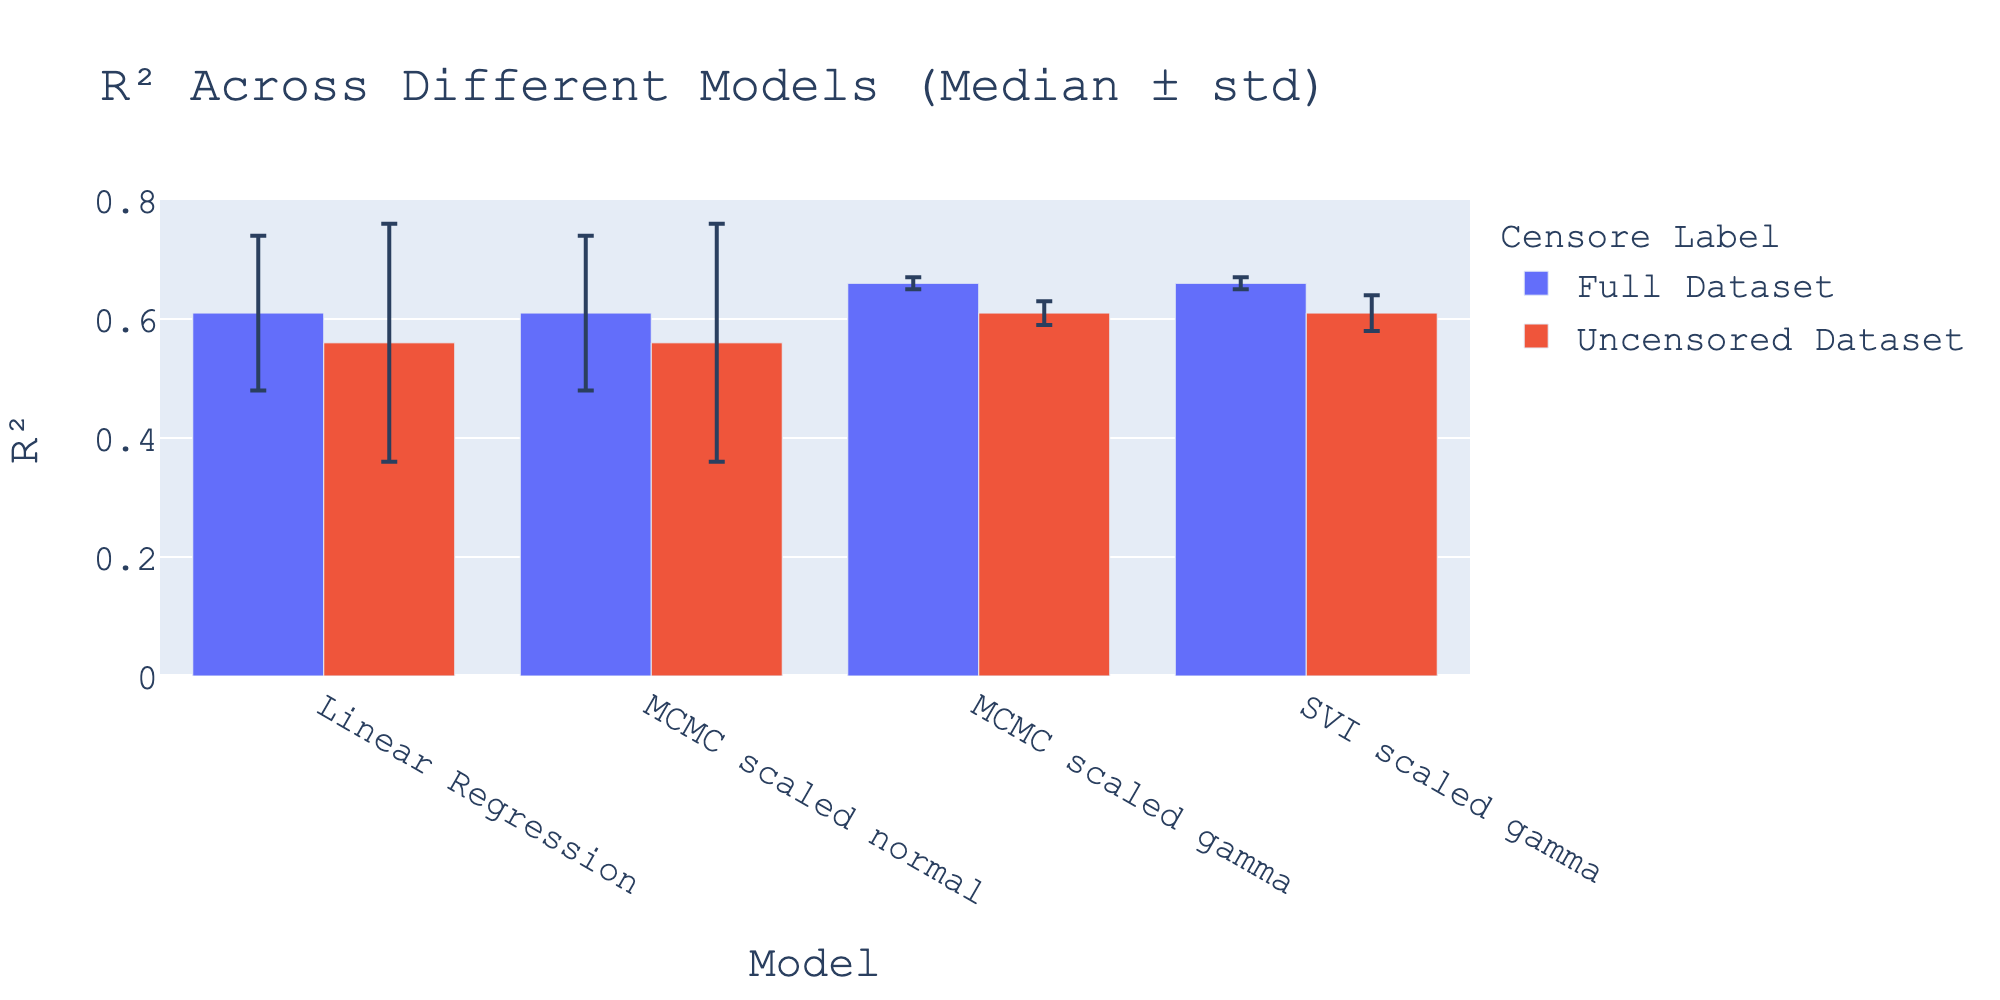 R² Across Different Models (Median ± std)
0.8
0.6
0.4
0.2
0
R²
Linear Regression
MCMC scaled normal
MCMC scaled gamma
SVI scaled gamma
Model
Censore Label
Full Dataset
Uncensored Dataset